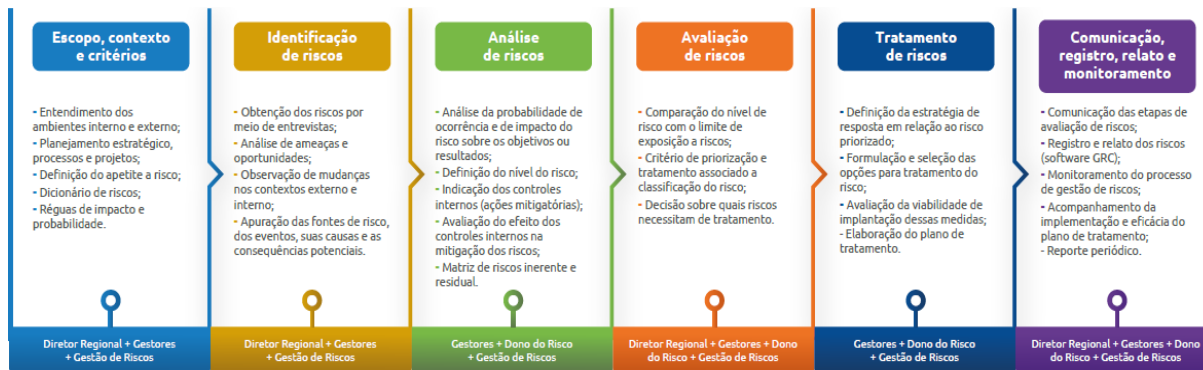 Escopo, contexto
e critérios
- Entendimento dos
ambientes interno e externo;
- Planejamento estratégico,
processos e projetos;
- Definição do apetite a risco;
- Dicionário de riscos;
- Réguas de impacto e
probabilidade.
Diretor Regional + Gestores
+ Gestão de Riscos
Identificação
de riscos
- Obtenção dos riscos por
meio de entrevistas;
- Análise de ameaças e
oportunidades;
- Observação de mudanças
nos contextos externo e
interno;
- Apuração das fontes de risco,
dos eventos, suas causas e as
consequências potenciais.
Diretor Regional + Gestores
+ Gestão de Riscos
Análise
de riscos
- Análise da probabilidade de
ocorrência e de impacto do
risco sobre os objetivos ou
resultados;
- Definição do nível do risco;
- Indicação dos controles
internos (ações mitigatórias);
- Avaliação do efeito dos
controles internos na
mitigação dos riscos;
- Matriz de riscos inerente e
residual.
Gestores + Dono do Risco
+ Gestão de Riscos
Avaliação
de riscos
- Comparação do nível de
risco com o limite de
exposição a riscos;
- Critério de priorização e
tratamento associado a
classificação do risco;
- Decisão sobre quais riscos
necessitam de tratamento.
Diretor Regional + Gestores + Dono
do Risco + Gestão de Riscos
Tratamento
de riscos
- Definição da estratégia de
resposta em relação ao risco
priorizado;
- Formulação e seleção das
opções para tratamento do
risco;
- Avaliação da viabilidade de
implantação dessas medidas;
- Elaboração do plano de
tratamento.
Gestores + Dono do Risco
+ Gestão de Riscos
Comunicação,
registro, relato e
monitoramento
- Comunicação das etapas de
avaliação de riscos;
- Registro e relato dos riscos
(software GRC);
- Monitoramento do processo
de gestão de riscos;
- Acompanhamento da
implementação e eficácia do
plano de tratamento;
- Reporte periódico.
Diretor Regional + Gestores + Dono
do Risco + Gestão de Riscos